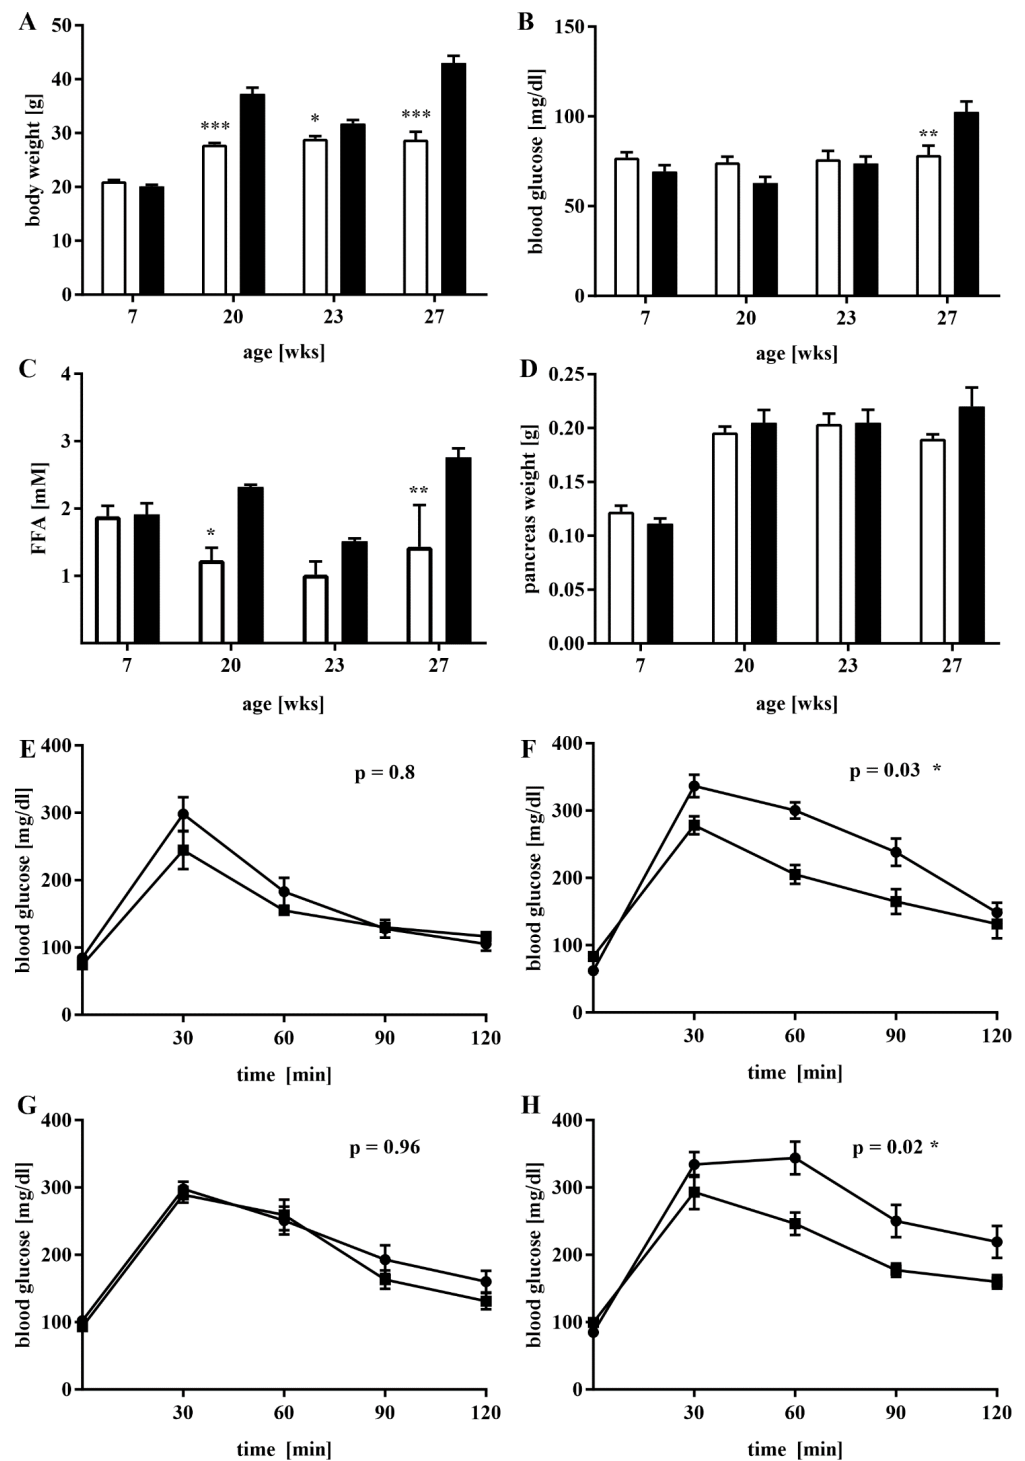 A
body weight [g]
50
40
30
20
10
0
***
*
***
7 20 23 27
age [wks]
B
blood glucose [mg/dl]
150
100
50
0
**
7 20 23 27
age [wks]
C
FFA [mM]
4
3
2
1
*
**
7 20 23 27
age [wks]
D
pancreas weight [g]
0.25
0.20
0.15
0.10
0.05
0.00
7 20 23 27
age [wks]
E
blood glucose [mg/dl]
400
300
200
100
0
p = 0.8
30 60 90 120
time [min]
F
blood glucose [mg/dl]
400
300
200
100
0
p = 0.03 *
30 60 90 120
time [min]
G
blood glucose [mg/dl]
400
300
200
100
0
p = 0.96
30 60 90 120
time [min]
H
blood glucose [mg/dl]
400
300
200
100
0
p = 0.02 *
30 60 90 120
time [min]